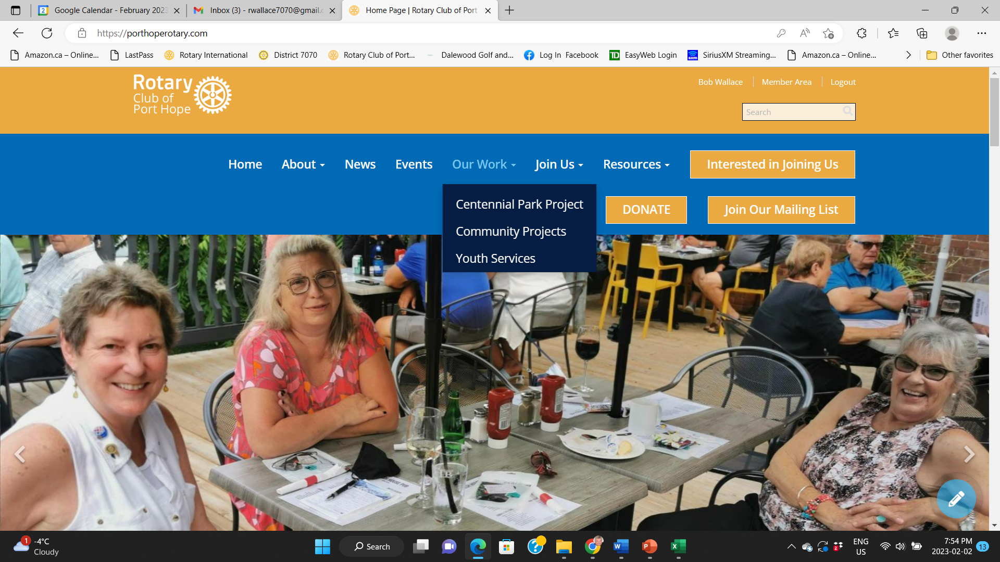 Google Calendar - February 2023
Inbox (3) - rwallace7070@gmail.c
Home Page | Rotary Club of Port
https://porthoperotary.com
Amazon.ca – Online...
LastPass
Rotary International
District 7070
Rotary Club of Port...
Dalewood Golf and...
Log In Facebook
EasyWeb Login
SiriusXM Streaming...
Amazon.ca – Online...
Other favorites
Rotary
Club of
Port Hope
Bob Wallace
Member Area
Logout
Search
Home
About
News
Events
Our Work
Join Us
Resources
Interested in Joining Us
Centennial Park Project
Community Projects
Youth Services
DONATE
Join Our Mailing List
1
-4°C
Cloudy
Search
ENG
US
7:54 PM
2023-02-02
13